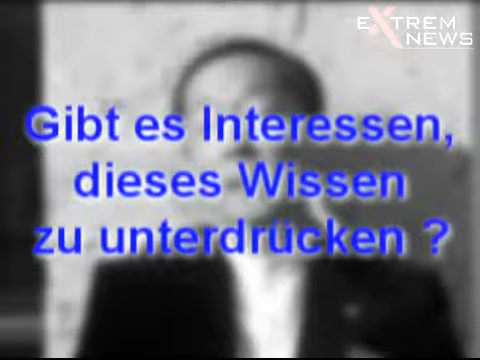 EXTREM
NEWS
Gibt es Interessen,
dieses Wissen
zu unterdrücken ?